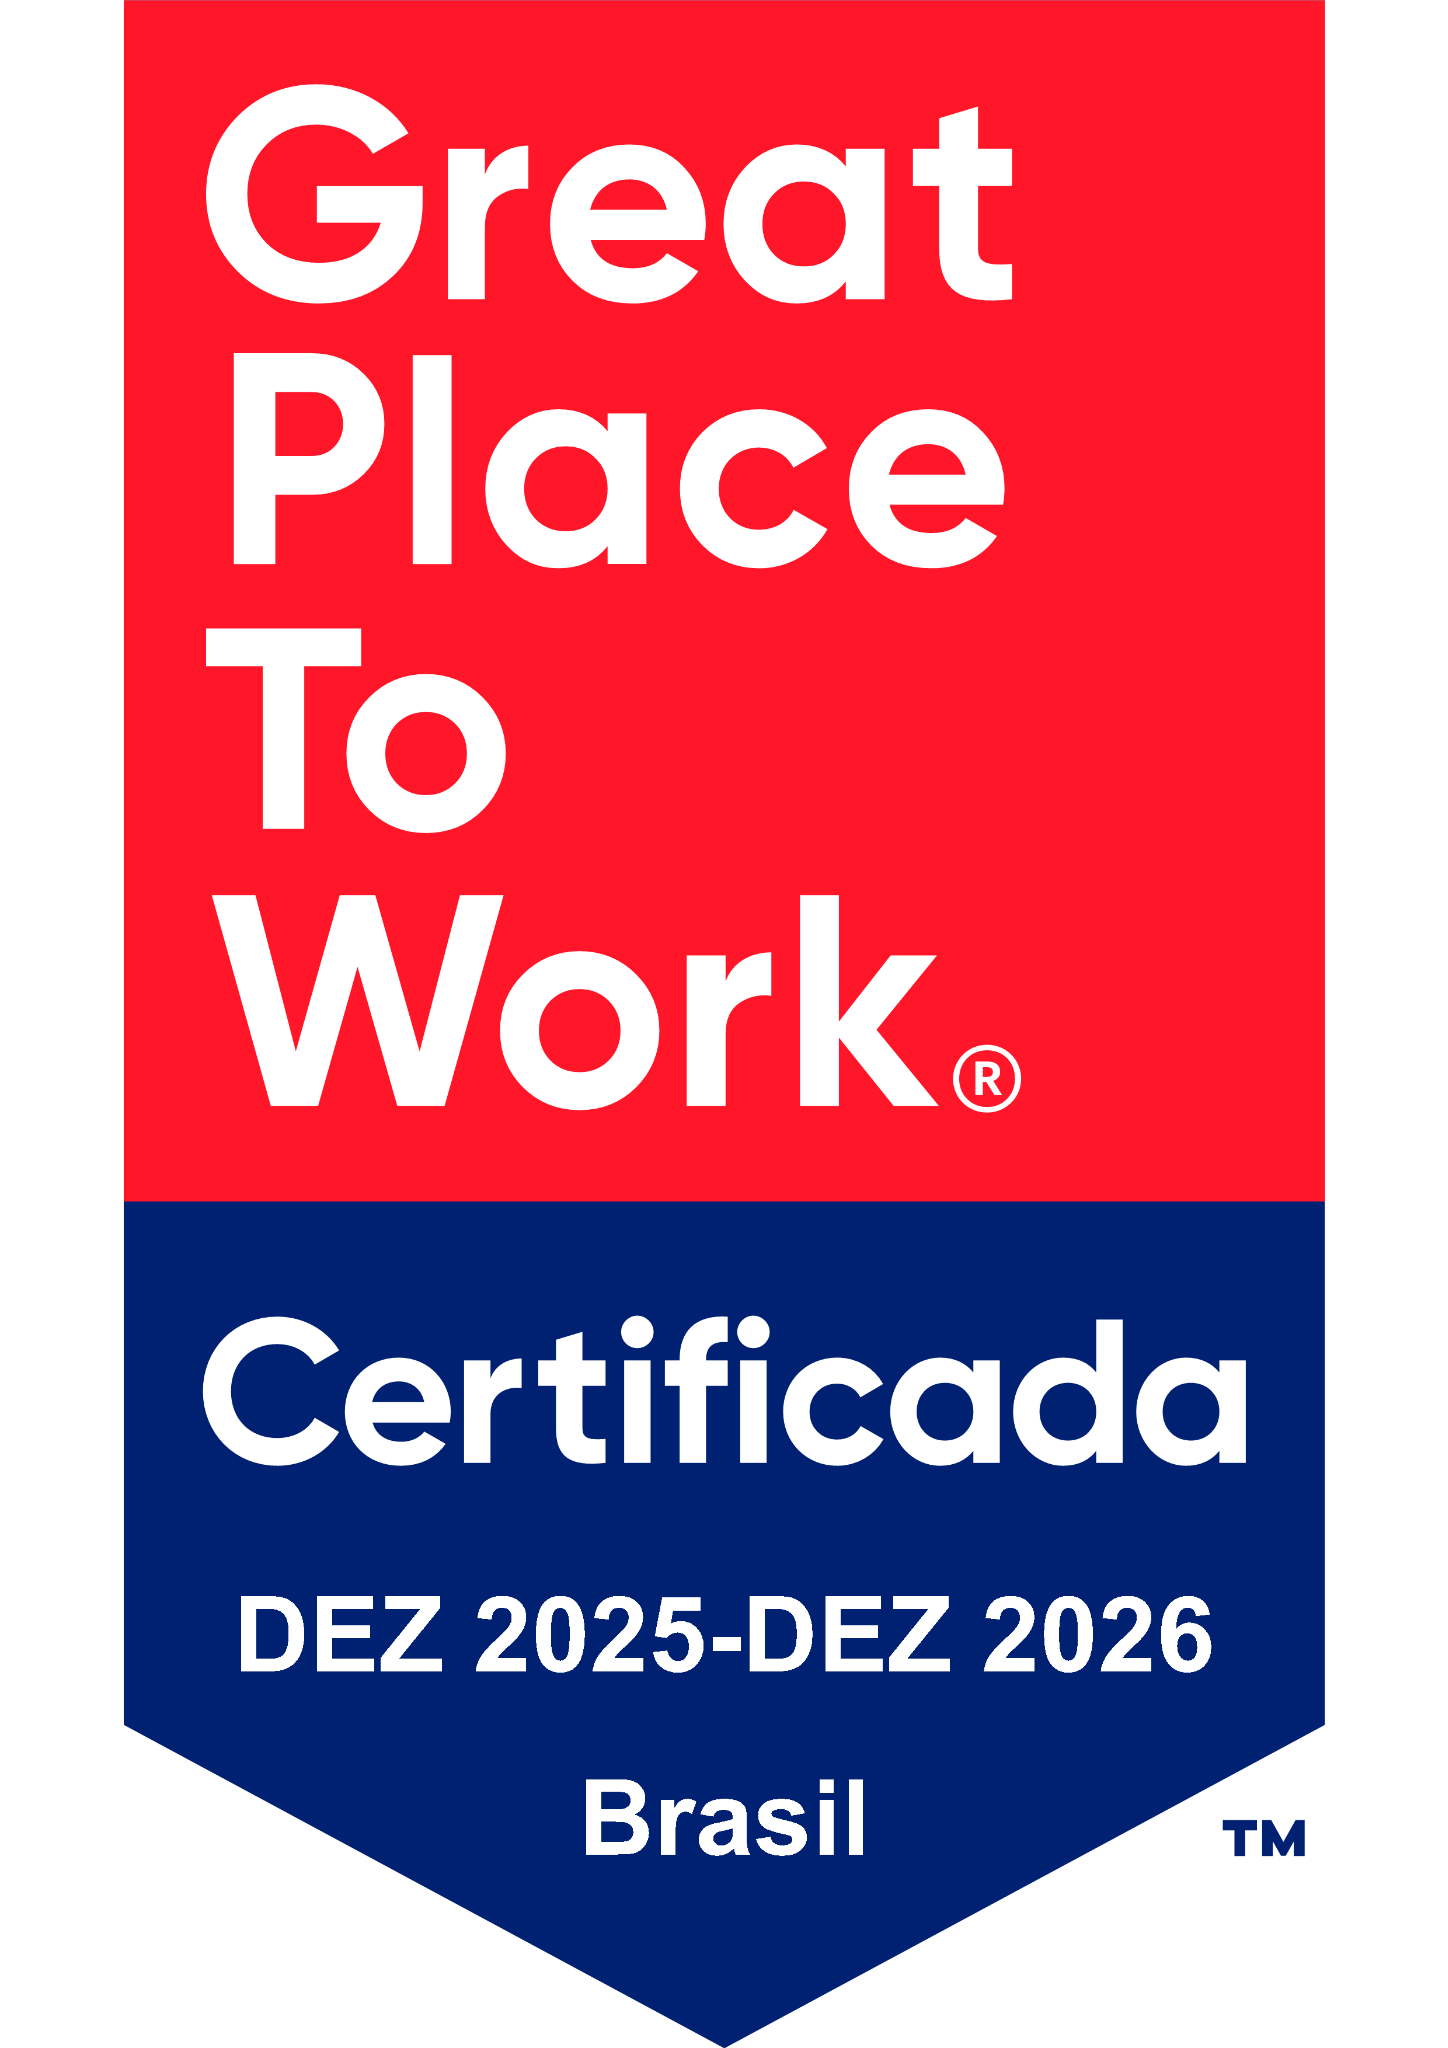 Great
Place
To
Work®
Certificada
DEZ 2025-DEZ 2026
Brasil
™